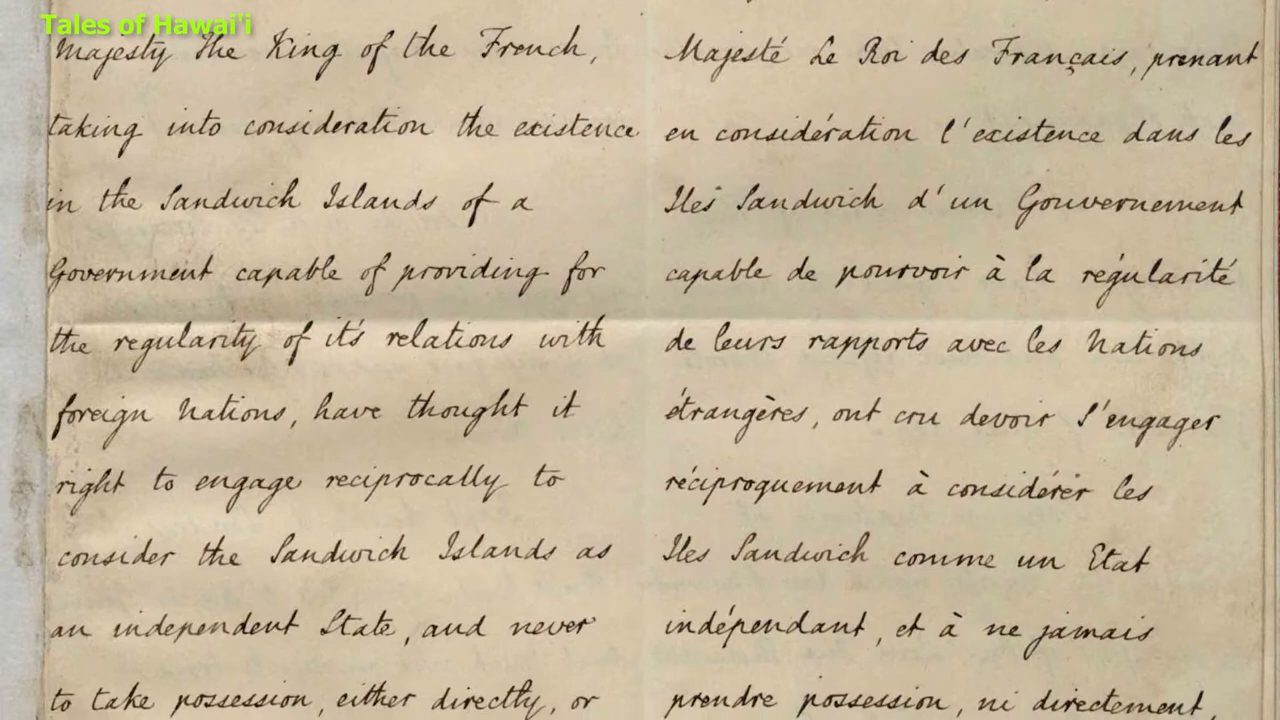 Tales of Hawai'i
Majesty The King of the French,
taking into consideration the existence
in the Sandwich Islands of a
Government capable of providing for
the regularity of it's relations with
foreign Nations, have thought it
right to engage reciprocally to
consider the Sandwich Islands as
an independent State, and never
to take possession, either directly, or
Majesté Le Roi des Français, prenant
en considération l'existence dans les
Iles Sandwich d'un Gouvernement
capable de pourvoir à la régularité
de leurs rapports avec les Nations
étrangères, ont cru devoir s'engager
réciproquement à considérér les
Iles Sandwich comme un Etat
indépendant, et à ne jamais
prendre possession, ni directement,